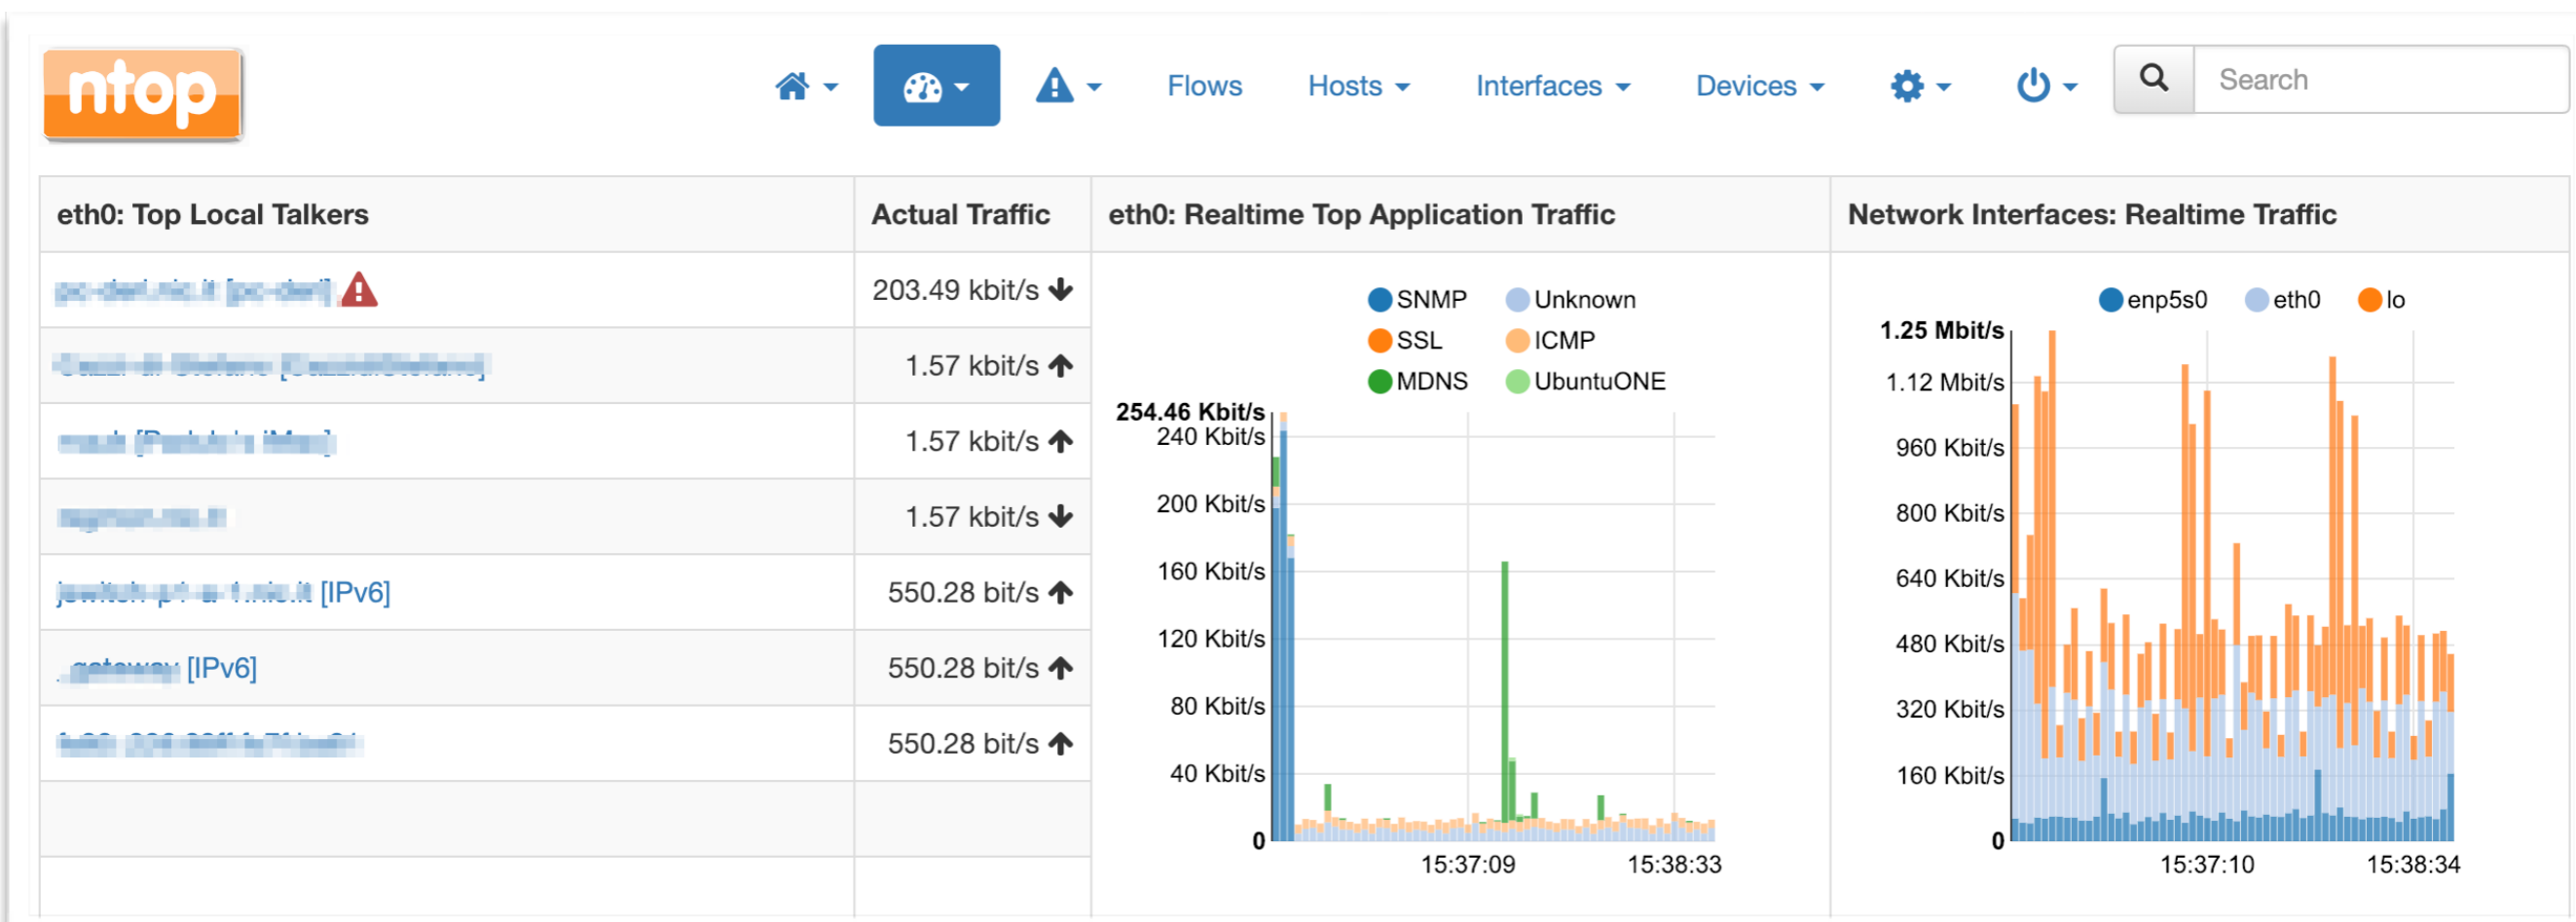 ntop
Flows Hosts Interfaces Devices Search
eth0: Top Local Talkers
Actual Traffic
203.49 kbit/s
1.57 kbit/s
1.57 kbit/s
1.57 kbit/s
[IPv6] 550.28 bit/s
[IPv6] 550.28 bit/s
550.28 bit/s
eth0: Realtime Top Application Traffic
SNMP Unknown
SSL ICMP
MDNS UbuntuONE
254.46 Kbit/s
240 Kbit/s
200 Kbit/s
160 Kbit/s
120 Kbit/s
80 Kbit/s
40 Kbit/s
0
15:37:09 15:38:33
Network Interfaces: Realtime Traffic
enp5s0 eth0 lo
1.25 Mbit/s
1.12 Mbit/s
960 Kbit/s
800 Kbit/s
640 Kbit/s
480 Kbit/s
320 Kbit/s
160 Kbit/s
0
15:37:10 15:38:34